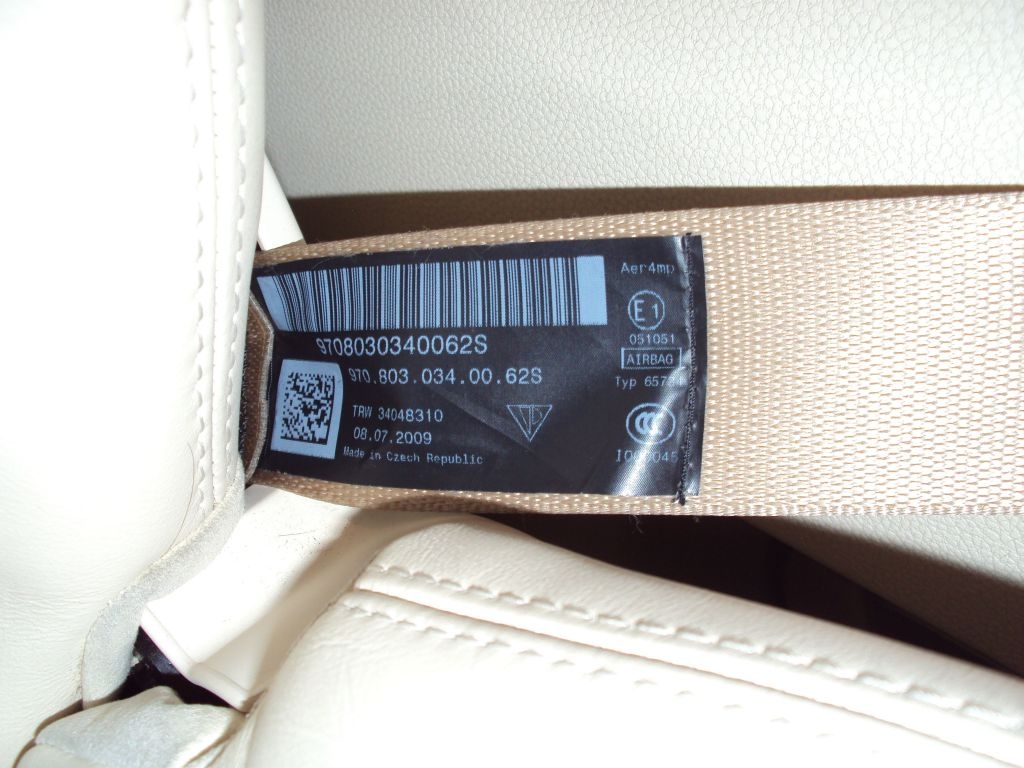 9708030340062S
970.803.034.00.62S
TRW 34048310
08.07.2009
Made in Czech Republic
Aer4mp
E1
051051
AIRBAG
Typ